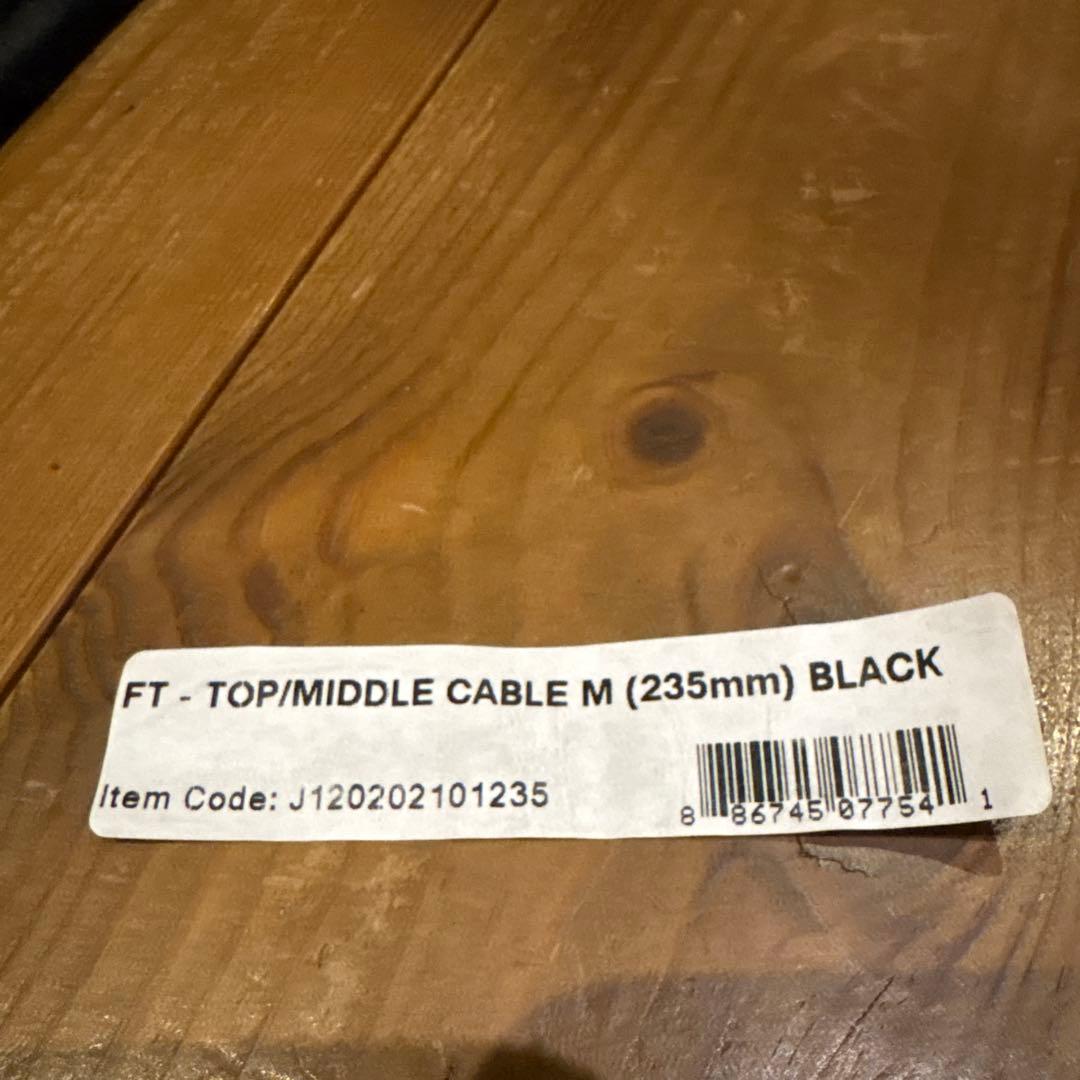 FT - TOP/MIDDLE CABLE M (235mm) BLACK
Item Code: J120202101235
8 86745 07754 1